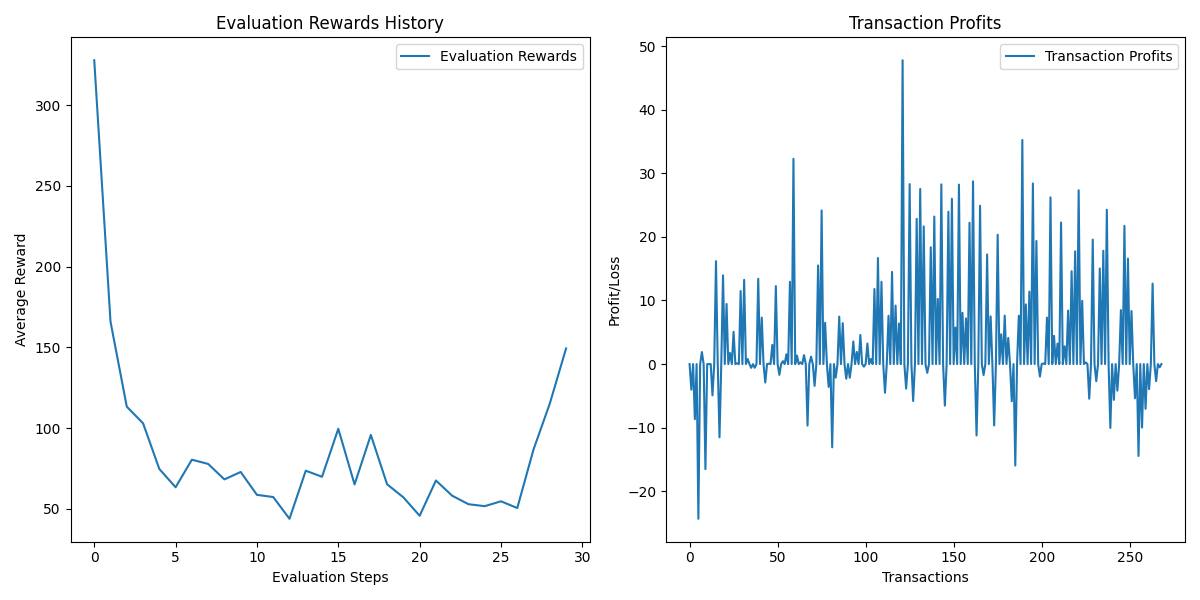 Evaluation Rewards History
Evaluation Rewards
300
250
200
150
100
50
Average Reward
0 5 10 15 20 25 30
Evaluation Steps
Transaction Profits
Transaction Profits
50
40
30
20
10
0
−10
−20
Profit/Loss
0 50 100 150 200 250
Transactions